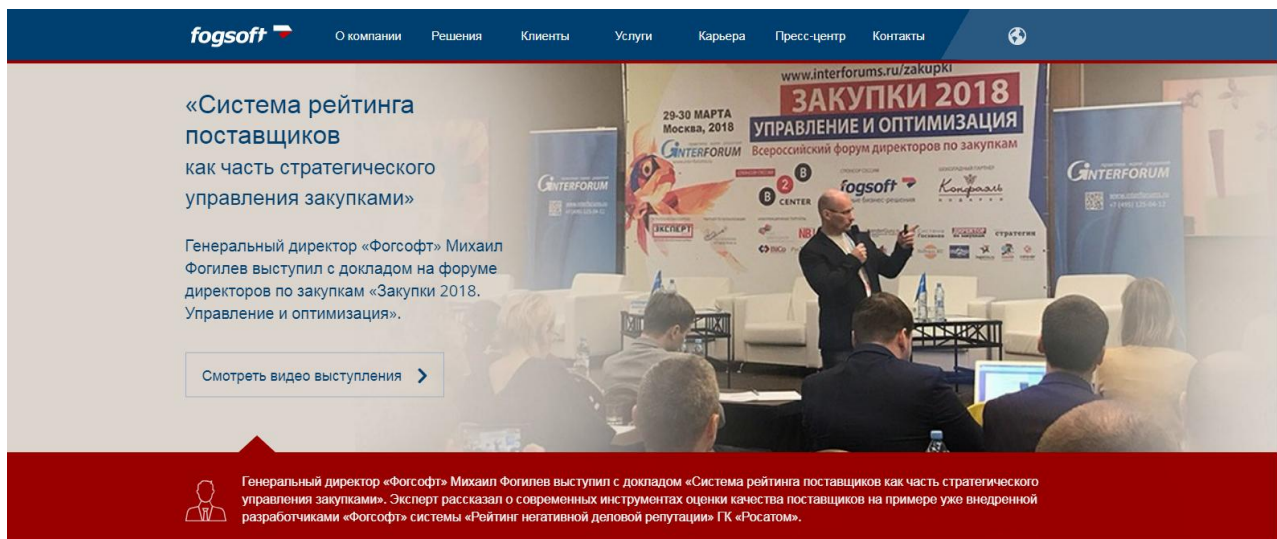 fogsoft
О компании Решения Клиенты Услуги Карьера Пресс-центр Контакты
«Система рейтинга
поставщиков
как часть стратегического
управления закупками»
Генеральный директор «Фогсофт» Михаил
Фогилев выступил с докладом на форуме
директоров по закупкам «Закупки 2018.
Управление и оптимизация».
Смотреть видео выступления
www.interforums.ru/zakupki
ЗАКУПКИ 2018
29-30 МАРТА
Москва, 2018
УПРАВЛЕНИЕ И ОПТИМИЗАЦИЯ
INTERFORUM
Всероссийский форум директоров по закупкам
B 2 B
CENTER
fogsoft
Конфаэль
ЭКСПЕРТ
INTERFORUM
INTERFORUM
Генеральный директор «Фогсофт» Михаил Фогилев выступил с докладом «Система рейтинга поставщиков как часть стратегического
управления закупками». Эксперт рассказал о современных инструментах оценки качества поставщиков на примере уже внедренной
разработчиками «Фогсофт» системы «Рейтинг негативной деловой репутации» ГК «Росатом».